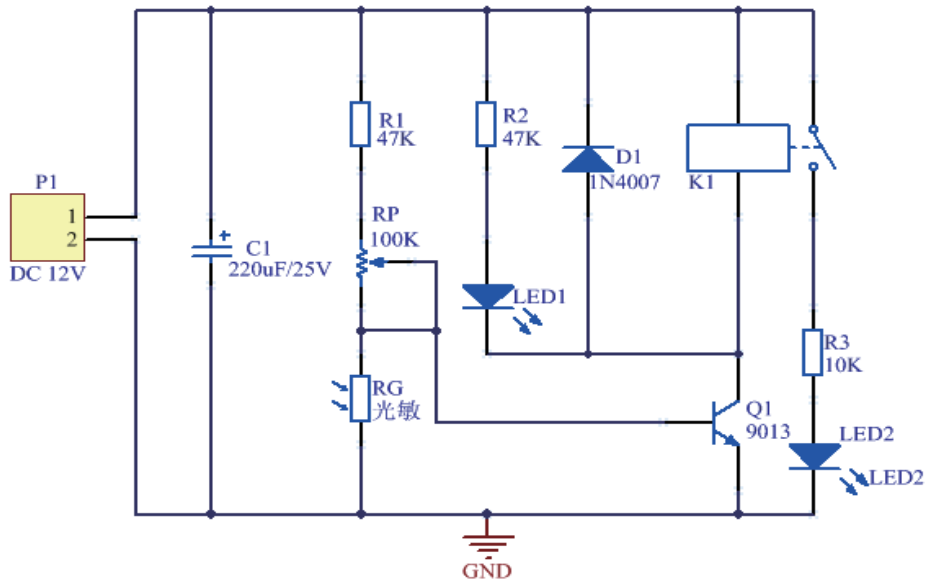 P1
1
2
DC 12V
C1
220uF/25V
R1
47K
RP
100K
RG
光敏
R2
47K
LED1
D1
1N4007
K1
Q1
9013
R3
10K
LED2
LED2
GND